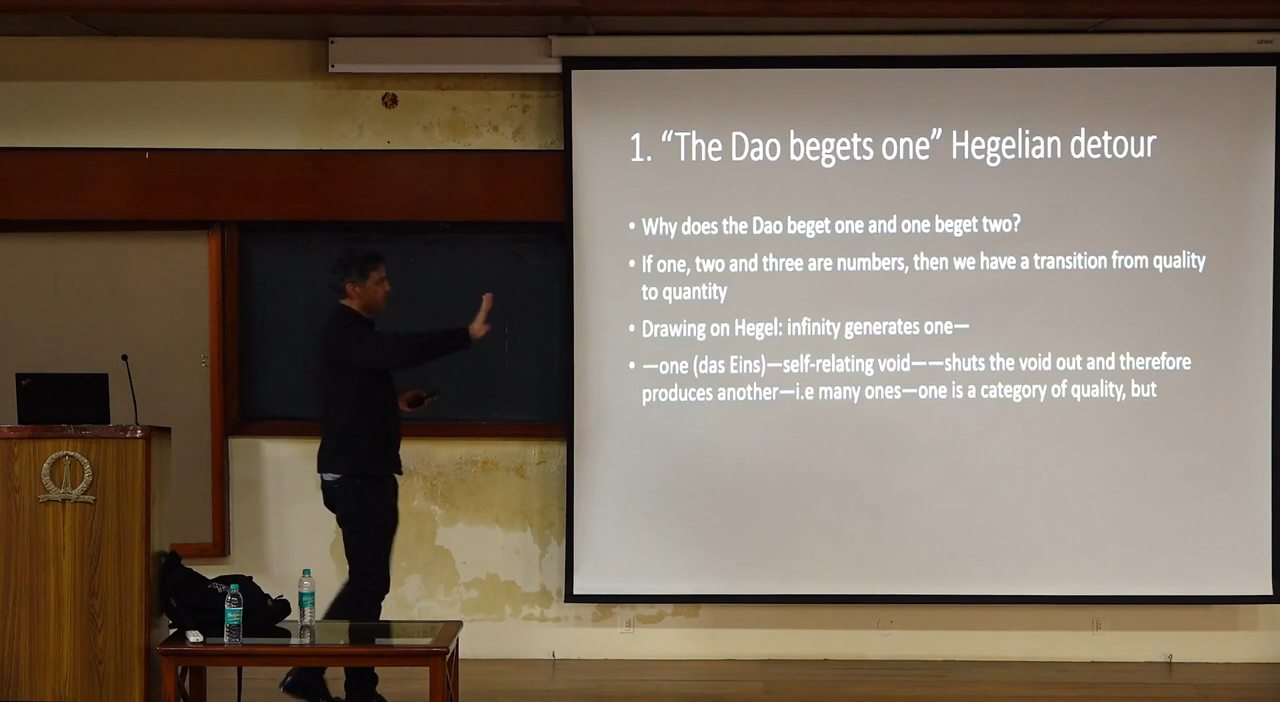 1. “The Dao begets one” Hegelian detour
• Why does the Dao beget one and one beget two?
• If one, two and three are numbers, then we have a transition from quality
to quantity
• Drawing on Hegel: infinity generates one—
• —one (das Eins)—self-relating void——shuts the void out and therefore
produces another—i.e many ones—one is a category of quality, but